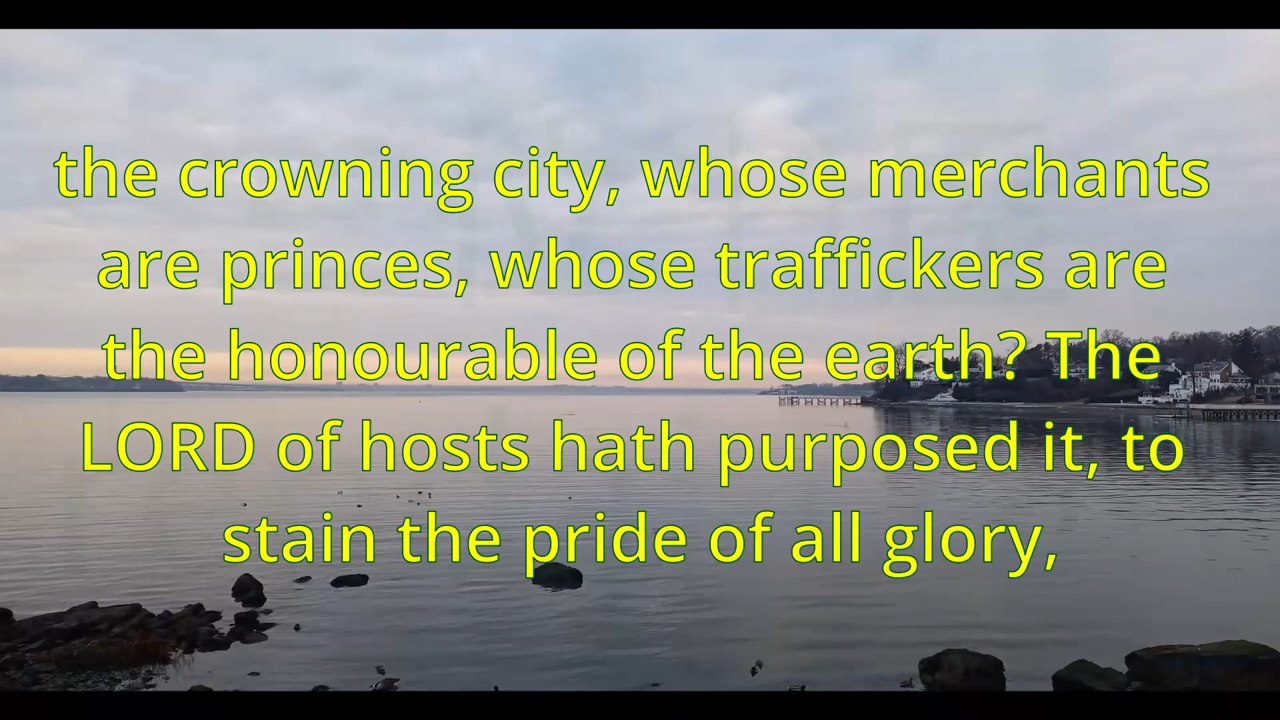 the crowning city, whose merchants
are princes, whose traffickers are
the honourable of the earth? The
LORD of hosts hath purposed it, to
stain the pride of all glory,